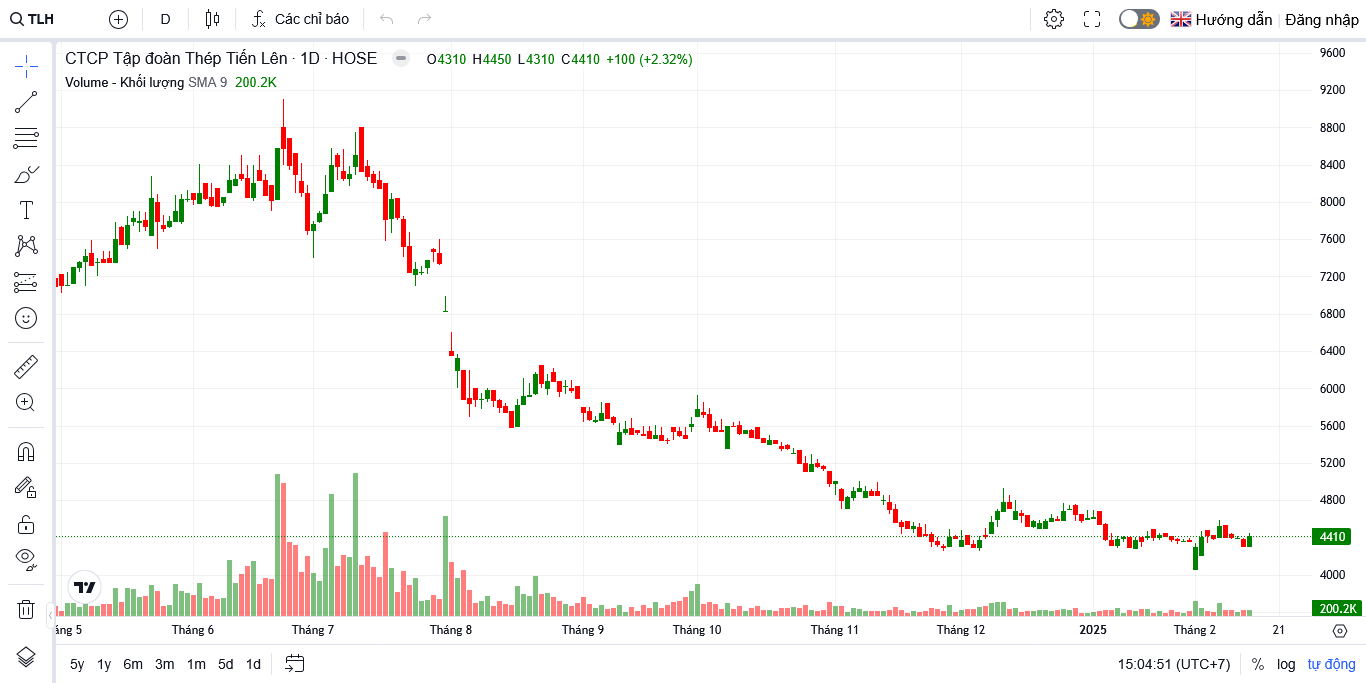 TLH D Các chỉ báo Hướng dẫn Đăng nhập
CTCP Tập đoàn Thép Tiến Lên · 1D · HOSE O4310 H4450 L4310 C4410 +100 (+2.32%)
Volume - Khối lượng SMA 9 200.2K
9600
9200
8800
8400
8000
7600
7200
6800
6400
6000
5600
5200
4800
4410
4000
200.2K
áng 5 Tháng 6 Tháng 7 Tháng 8 Tháng 9 Tháng 10 Tháng 11 Tháng 12 2025 Tháng 2 21
5y 1y 6m 3m 1m 5d 1d 15:04:51 (UTC+7) % log tự động